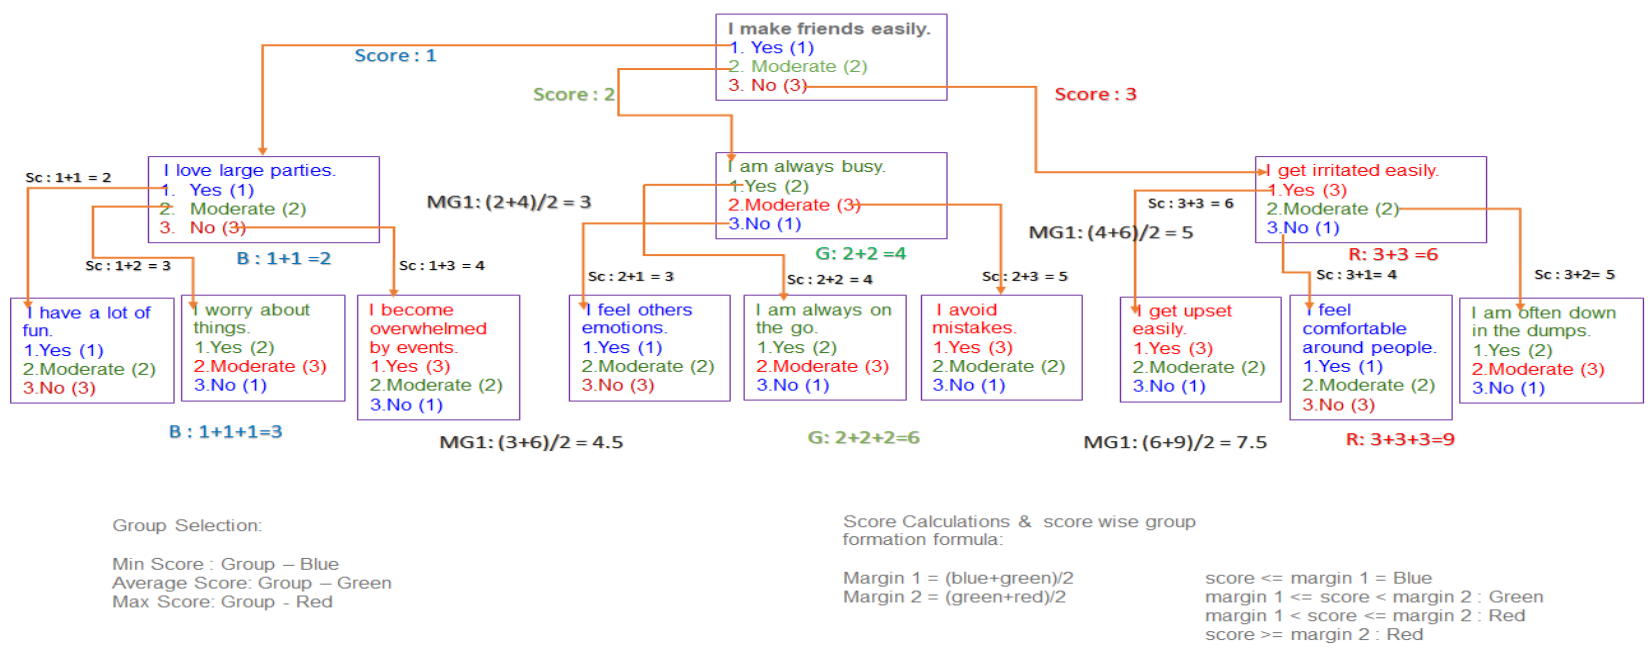 I make friends easily.
1. Yes (1)
2. Moderate (2)
3. No (3)
Score : 1
Score : 2
Score : 3
I love large parties.
1. Yes (1)
2. Moderate (2)
3. No (3)
B : 1+1 =2
Sc : 1+1 = 2
Sc : 1+2 = 3
Sc : 1+3 = 4
MG1: (2+4)/2 = 3
I am always busy.
1.Yes (2)
2.Moderate (3)
3.No (1)
G: 2+2 =4
Sc : 2+1 = 3
Sc : 2+2 = 4
Sc : 2+3 = 5
MG1: (4+6)/2 = 5
I get irritated easily.
1.Yes (3)
2.Moderate (2)
3.No (1)
R: 3+3 =6
Sc : 3+3 = 6
Sc : 3+1= 4
Sc : 3+2= 5
I have a lot of
fun.
1.Yes (1)
2.Moderate (2)
3.No (3)
I worry about
things.
1.Yes (2)
2.Moderate (3)
3.No (1)
I become
overwhelmed
by events.
1.Yes (3)
2.Moderate (2)
3.No (1)
I feel others
emotions.
1.Yes (1)
2.Moderate (2)
3.No (3)
I am always on
the go.
1.Yes (2)
2.Moderate (3)
3.No (1)
I avoid
mistakes.
1.Yes (3)
2.Moderate (2)
3.No (1)
I get upset
easily.
1.Yes (3)
2.Moderate (2)
3.No (1)
I feel
comfortable
around people.
1.Yes (1)
2.Moderate (2)
3.No (3)
I am often down
in the dumps.
1.Yes (2)
2.Moderate (3)
3.No (1)
B : 1+1+1=3
MG1: (3+6)/2 = 4.5
G: 2+2+2=6
MG1: (6+9)/2 = 7.5
R: 3+3+3=9
Group Selection:
Min Score : Group – Blue
Average Score: Group – Green
Max Score: Group - Red
Score Calculations & score wise group
formation formula:
Margin 1 = (blue+green)/2
Margin 2 = (green+red)/2
score <= margin 1 = Blue
margin 1 <= score < margin 2 : Green
margin 1 < score <= margin 2 : Red
score >= margin 2 : Red